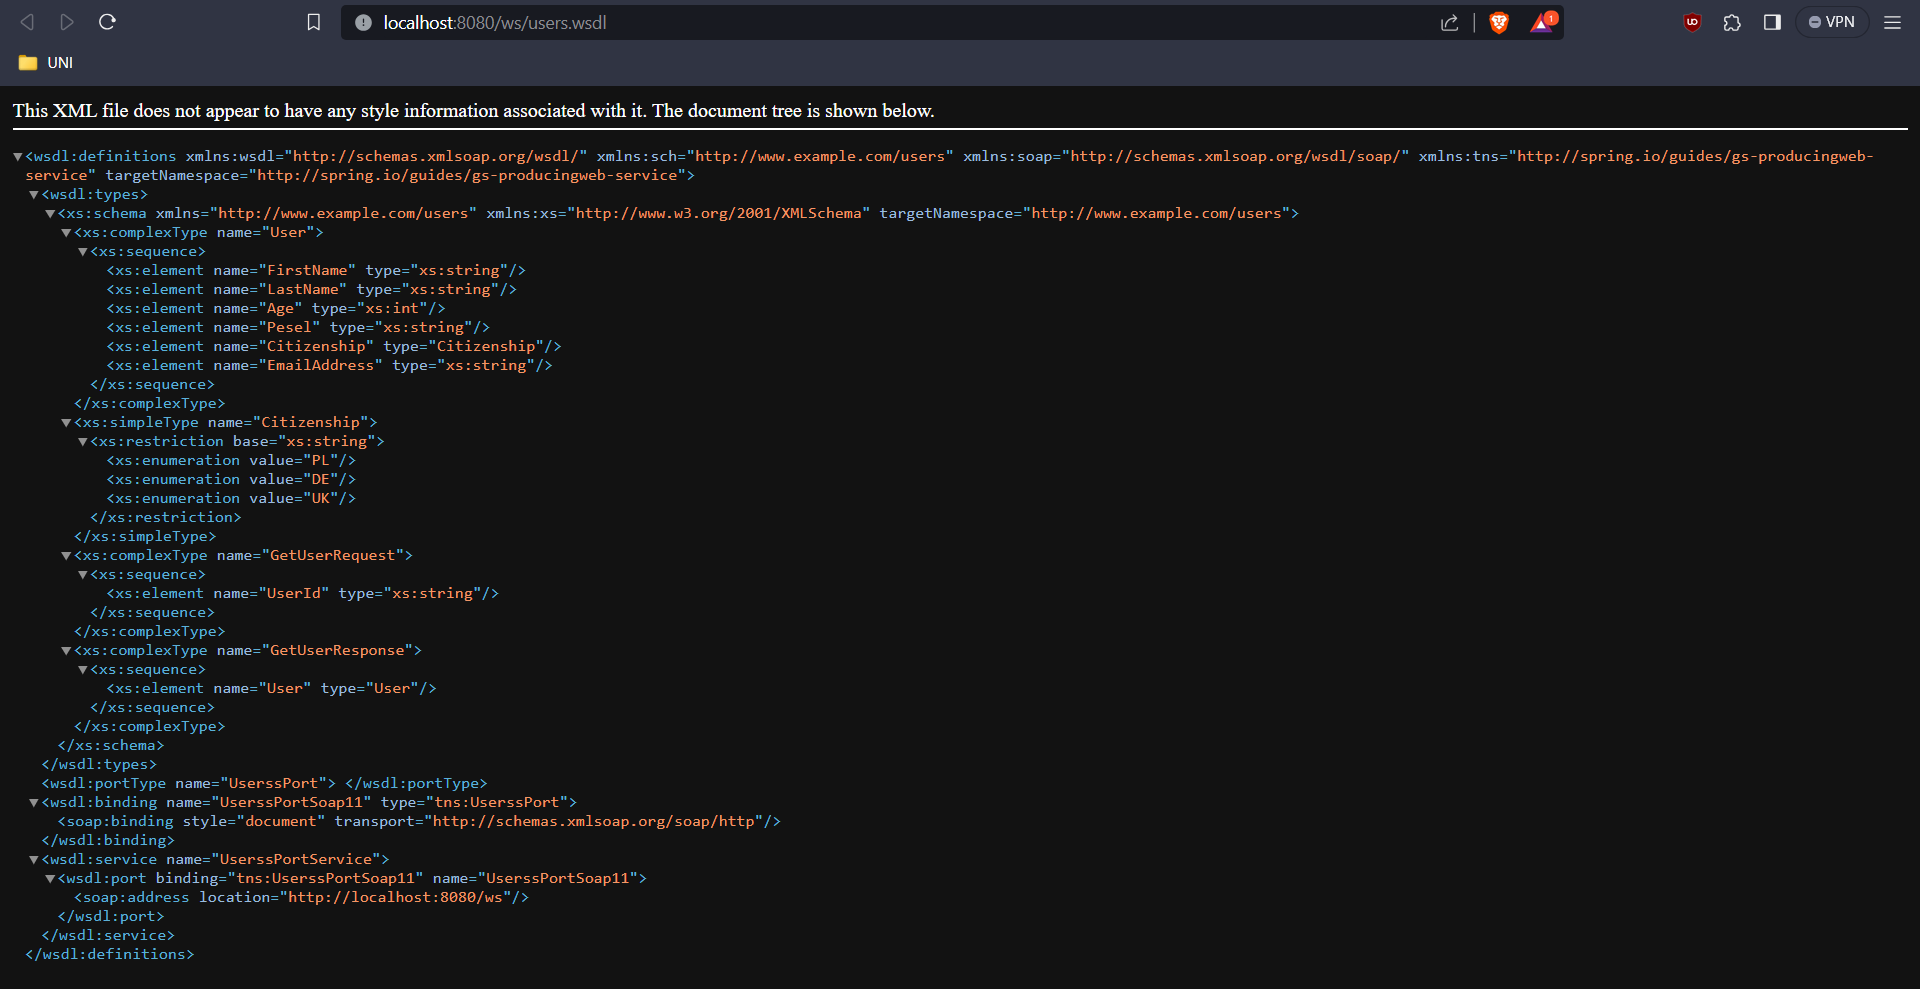 localhost:8080/ws/users.wsdl
1
VPN
UNI
This XML file does not appear to have any style information associated with it. The document tree is shown below.
▼<wsdl:definitions xmlns:wsdl="http://schemas.xmlsoap.org/wsdl/" xmlns:sch="http://www.example.com/users" xmlns:soap="http://schemas.xmlsoap.org/wsdl/soap/" xmlns:tns="http://spring.io/guides/gs-producingweb-
service" targetNamespace="http://spring.io/guides/gs-producingweb-service">
▼<wsdl:types>
▼<xs:schema xmlns="http://www.example.com/users" xmlns:xs="http://www.w3.org/2001/XMLSchema" targetNamespace="http://www.example.com/users">
▼<xs:complexType name="User">
▼<xs:sequence>
<xs:element name="FirstName" type="xs:string"/>
<xs:element name="LastName" type="xs:string"/>
<xs:element name="Age" type="xs:int"/>
<xs:element name="Pesel" type="xs:string"/>
<xs:element name="Citizenship" type="Citizenship"/>
<xs:element name="EmailAddress" type="xs:string"/>
</xs:sequence>
</xs:complexType>
▼<xs:simpleType name="Citizenship">
▼<xs:restriction base="xs:string">
<xs:enumeration value="PL"/>
<xs:enumeration value="DE"/>
<xs:enumeration value="UK"/>
</xs:restriction>
</xs:simpleType>
▼<xs:complexType name="GetUserRequest">
▼<xs:sequence>
<xs:element name="UserId" type="xs:string"/>
</xs:sequence>
</xs:complexType>
▼<xs:complexType name="GetUserResponse">
▼<xs:sequence>
<xs:element name="User" type="User"/>
</xs:sequence>
</xs:complexType>
</xs:schema>
</wsdl:types>
<wsdl:portType name="UserssPort"> </wsdl:portType>
▼<wsdl:binding name="UserssPortSoap11" type="tns:UserssPort">
<soap:binding style="document" transport="http://schemas.xmlsoap.org/soap/http"/>
</wsdl:binding>
▼<wsdl:service name="UserssPortService">
▼<wsdl:port binding="tns:UserssPortSoap11" name="UserssPortSoap11">
<soap:address location="http://localhost:8080/ws"/>
</wsdl:port>
</wsdl:service>
</wsdl:definitions>